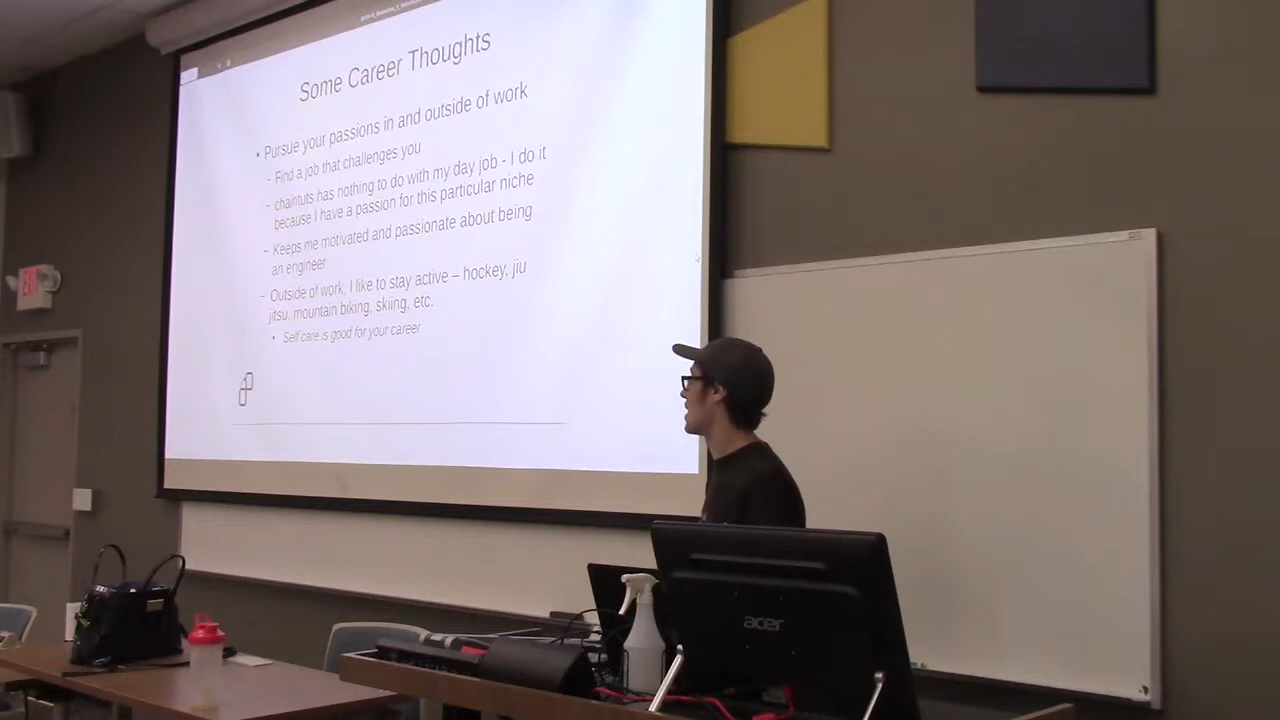 Some Career Thoughts
• Pursue your passions in and outside of work
– Find a job that challenges you
– chaintuts has nothing to do with my day job - I do it
because I have a passion for this particular niche
– Keeps me motivated and passionate about being
an engineer
– Outside of work, I like to stay active – hockey, jiu
jitsu, mountain biking, skiing, etc.
• Self care is good for your career
EXIT
acer